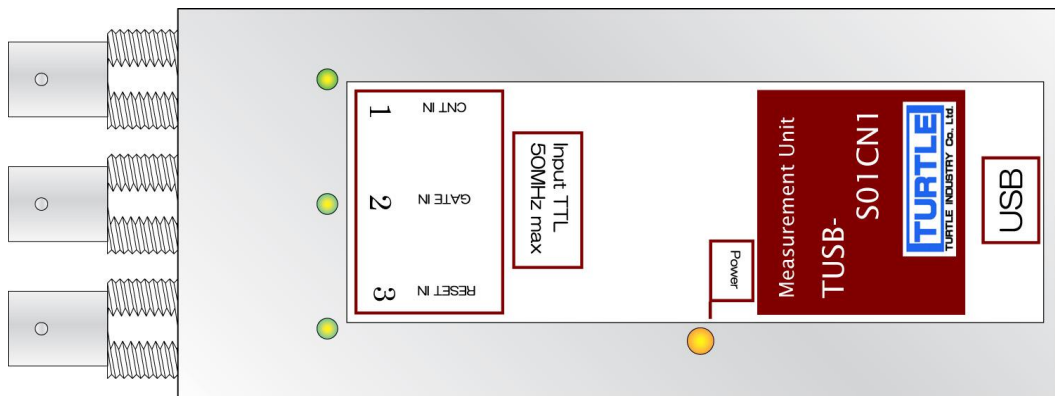 1 CNT IN
2 GATE IN
3 RESET IN
Input TTL
50MHz max
Power
Measurement Unit
TUSB-
S01CN1
TURTLE
TURTLE INDUSTRY Co., Ltd.
USB